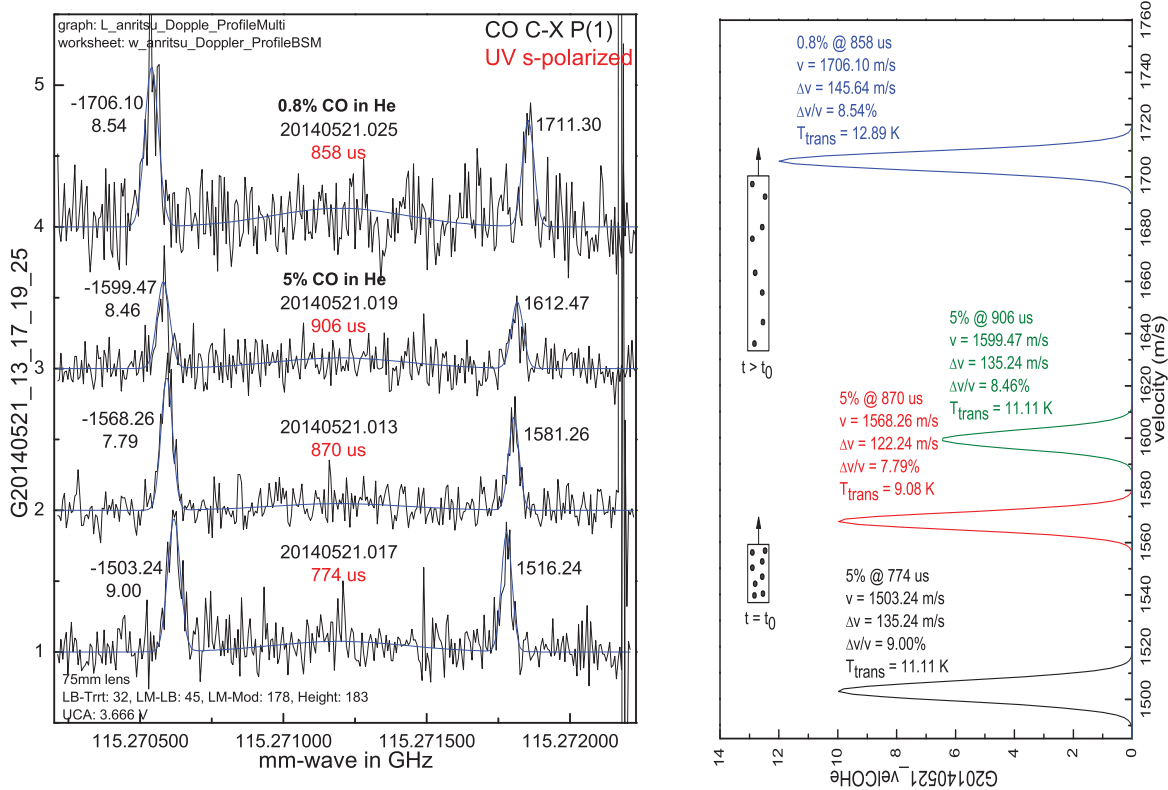 graph: L_anritsu_Dopple_ProfileMulti
worksheet: w_anritsu_Doppler_ProfileBSM
CO C-X P(1)
UV s-polarized
G20140521_13_17_19_25
5
4
3
2
1
-1706.10
8.54
0.8% CO in He
20140521.025
858 us
1711.30
-1599.47
8.46
5% CO in He
20140521.019
906 us
1612.47
-1568.26
7.79
20140521.013
870 us
1581.26
-1503.24
9.00
20140521.017
774 us
1516.24
75mm lens
LB-Trrt: 32, LM-LB: 45, LM-Mod: 178, Height: 183
UCA: 3.666 V
115.270500 115.271000 115.271500 115.272000
mm-wave in GHz
0.8% @ 858 us
v = 1706.10 m/s
Δv = 145.64 m/s
Δv/v = 8.54%
Ttrans = 12.89 K
t > t0
5% @ 906 us
v = 1599.47 m/s
Δv = 135.24 m/s
Δv/v = 8.46%
Ttrans = 11.11 K
5% @ 870 us
v = 1568.26 m/s
Δv = 122.24 m/s
Δv/v = 7.79%
Ttrans = 9.08 K
t = t0
5% @ 774 us
v = 1503.24 m/s
Δv = 135.24 m/s
Δv/v = 9.00%
Ttrans = 11.11 K
1500 1520 1540 1560 1580 1600 1620 1640 1660 1680 1700 1720 1740 1760
velocity (m/s)
14 12 10 8 6 4 2 0
G20140521_velCOHe